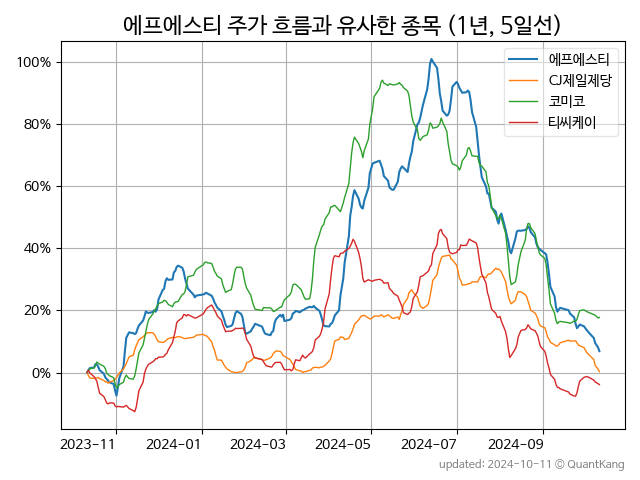 에프에스티 주가 흐름과 유사한 종목 (1년, 5일선)
에프에스티
CJ제일제당
코미코
티씨케이
100%
80%
60%
40%
20%
0%
2023-11 2024-01 2024-03 2024-05 2024-07 2024-09
updated: 2024-10-11 © QuantKang